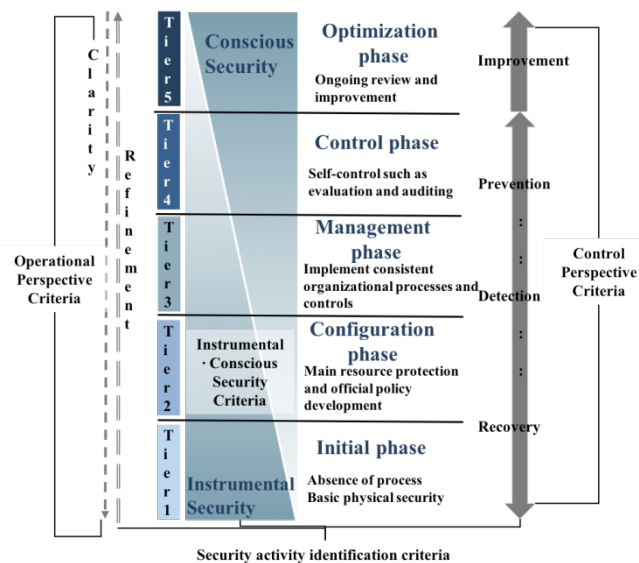 Clarity
Refinement
Operational
Perspective
Criteria
Tier5
Conscious
Security
Optimization
phase
Ongoing review and
improvement
Improvement
Tier4
Control phase
Self-control such as
evaluation and auditing
Prevention
:
:
Tier3
Management
phase
Implement consistent
organizational processes and
controls
Detection
:
:
Control
Perspective
Criteria
Tier2
Instrumental
· Conscious
Security
Criteria
Configuration
phase
Main resource protection
and official policy
development
Tier1
Instrumental Security
Initial phase
Absence of process
Basic physical security
Recovery
Security activity identification criteria